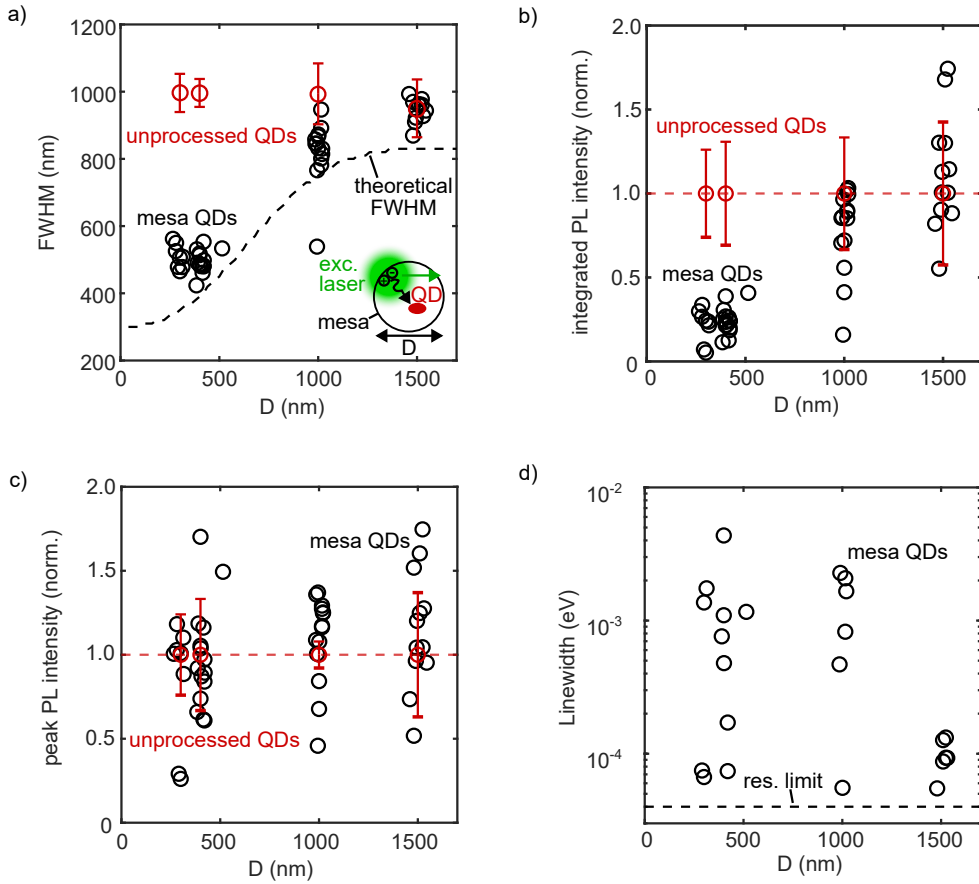 a)
1200
1000
800
600
400
200
FWHM (nm)
unprocessed QDs
mesa QDs
theoretical
FWHM
exc.
laser
QD
mesa
D
0
500
1000
1500
D (nm)
b)
2.0
1.5
1.0
0.5
0
integrated PL intensity (norm.)
unprocessed QDs
mesa QDs
0
500
1000
1500
D (nm)
c)
2.0
1.5
1.0
0.5
0
peak PL intensity (norm.)
mesa QDs
unprocessed QDs
0
500
1000
1500
D (nm)
d)
10⁻²
10⁻³
10⁻⁴
Linewidth (eV)
mesa QDs
res. limit
0
500
1000
1500
D (nm)